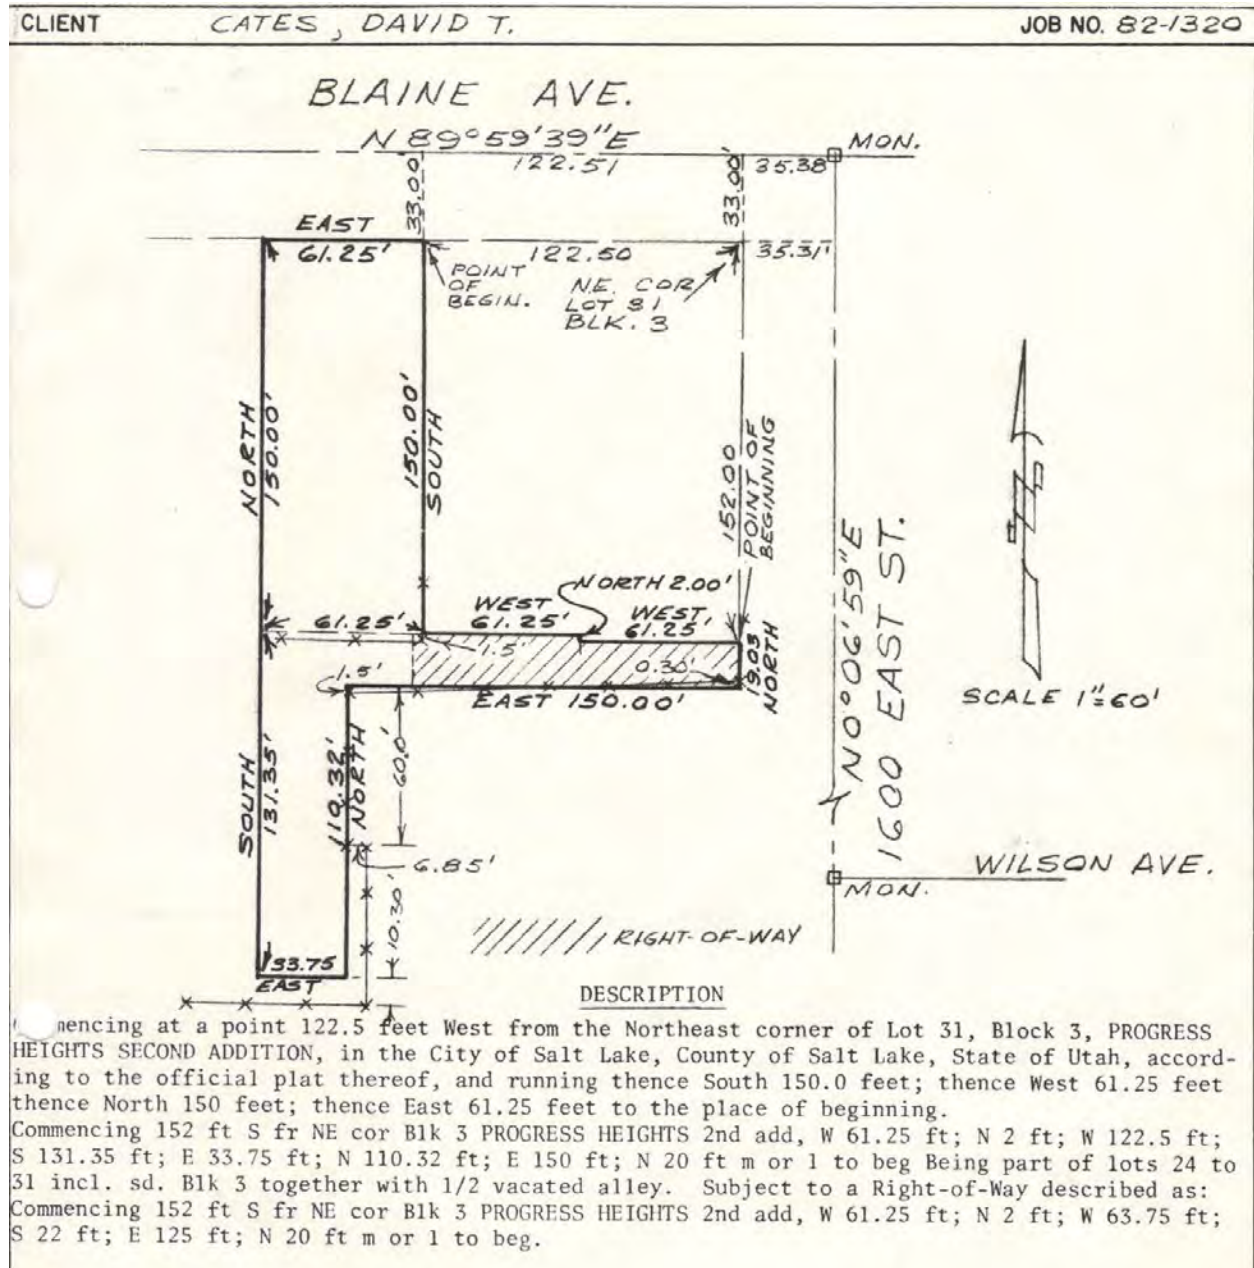 CLIENT CATES, DAVID T. JOB NO. 82-1320
BLAINE AVE.
N 89°59'39"E
MON.
122.51
35.38
33.00'
33.00'
EAST
61.25'
122.50
35.31'
POINT
OF
BEGIN.
N.E. COR
LOT 31
BLK. 3
NORTH
150.00'
150.00'
SOUTH
152.00
POINT OF
BEGINNING
N0°06'59"E
1600 EAST ST.
NORTH 2.00'
61.25'
WEST
61.25'
WEST
61.25'
1.5'
1.5'
0.30'
19.03
NORTH
EAST 150.00'
SCALE 1"=60'
SOUTH
131.35'
110.32'
NORTH
60.0'
6.85'
10.30'
WILSON AVE.
MON.
33.75
EAST
RIGHT-OF-WAY
DESCRIPTION
mencing at a point 122.5 feet West from the Northeast corner of Lot 31, Block 3, PROGRESS
HEIGHTS SECOND ADDITION, in the City of Salt Lake, County of Salt Lake, State of Utah, accord-
ing to the official plat thereof, and running thence South 150.0 feet; thence West 61.25 feet
thence North 150 feet; thence East 61.25 feet to the place of beginning.
Commencing 152 ft S fr NE cor Blk 3 PROGRESS HEIGHTS 2nd add, W 61.25 ft; N 2 ft; W 122.5 ft;
S 131.35 ft; E 33.75 ft; N 110.32 ft; E 150 ft; N 20 ft m or l to beg Being part of lots 24 to
31 incl. sd. Blk 3 together with 1/2 vacated alley. Subject to a Right-of-Way described as:
Commencing 152 ft S fr NE cor Blk 3 PROGRESS HEIGHTS 2nd add, W 61.25 ft; N 2 ft; W 63.75 ft;
S 22 ft; E 125 ft; N 20 ft m or l to beg.